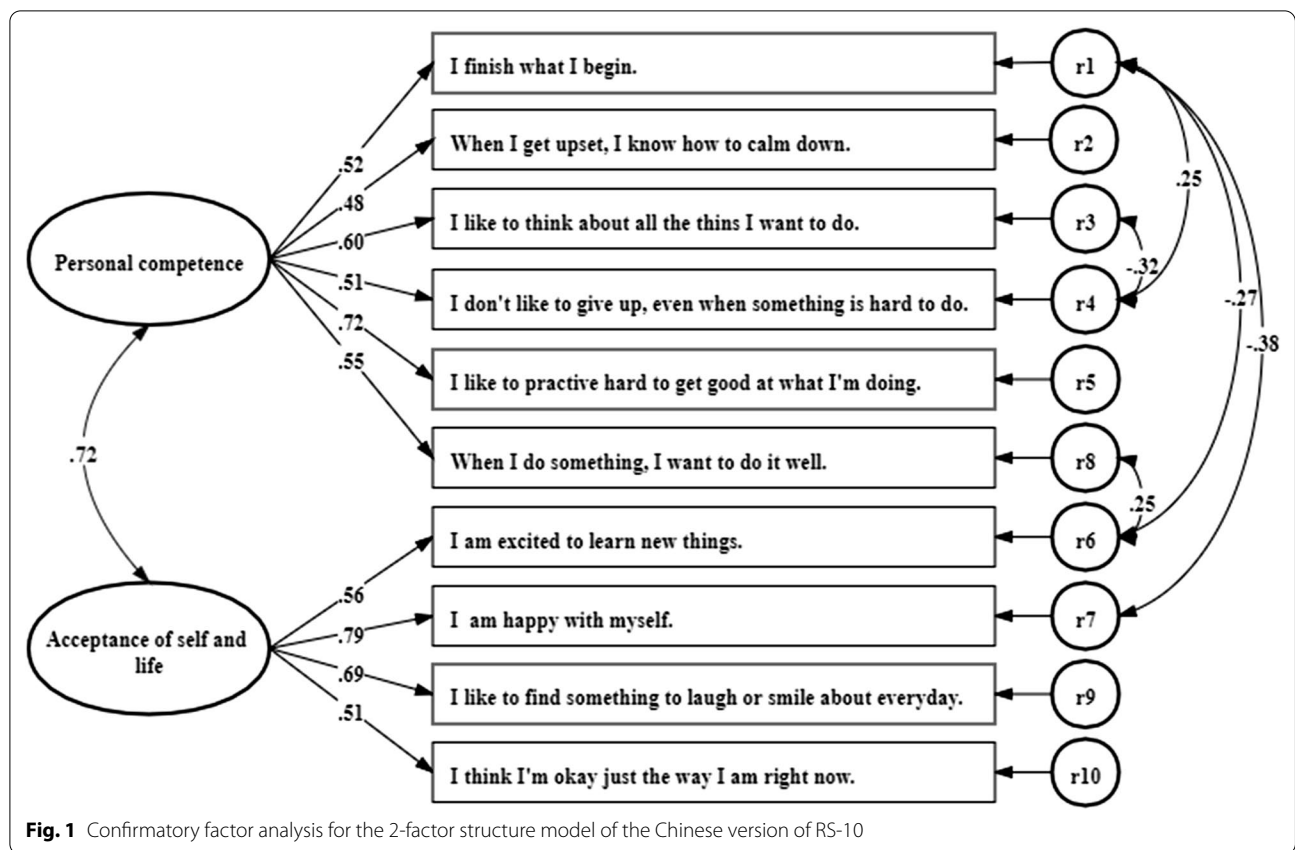 I finish what I begin.
r1
When I get upset, I know how to calm down.
r2
.52
.25
.48
I like to think about all the thins I want to do.
r3
.60
Personal competence
-.32
.51
I don't like to give up, even when something is hard to do.
r4
-.27
.72
-.38
.55
I like to practive hard to get good at what I'm doing.
r5
.72
When I do something, I want to do it well.
r8
.25
I am excited to learn new things.
r6
.56
I am happy with myself.
r7
.79
Acceptance of self and
life
.69
I like to find something to laugh or smile about everyday.
r9
.51
I think I'm okay just the way I am right now.
r10
Fig. 1 Confirmatory factor analysis for the 2-factor structure model of the Chinese version of RS-10